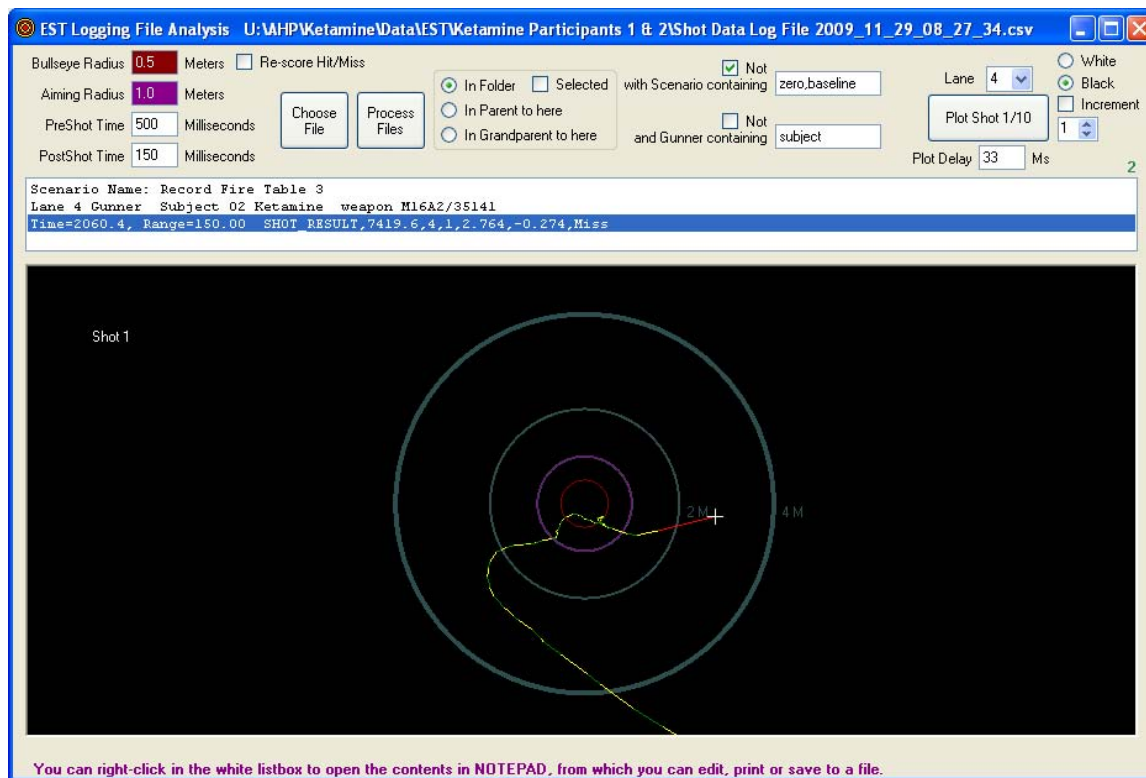 EST Logging File Analysis   U:\AHP\Ketamine\Data\EST\Ketamine Participants 1 & 2\Shot Data Log File 2009_11_29_08_27_34.csv
Bullseye Radius 0.5 Meters Re-score Hit/Miss
Aiming Radius 1.0 Meters
PreShot Time 500 Milliseconds
PostShot Time 150 Milliseconds
Choose File
Process Files
In Folder Selected
In Parent to here
In Grandparent to here
Not
with Scenario containing zero,baseline
Not
and Gunner containing subject
Lane 4
Plot Shot 1/10
Plot Delay 33 Ms
White
Black
Increment
1
2
Scenario Name: Record Fire Table 3
Lane 4 Gunner  Subject 02 Ketamine  weapon M16A2/35141
Time=2060.4, Range=150.00  SHOT_RESULT,7419.6,4,1,2.764,-0.274,Miss
Shot 1
2 M
4 M
You can right-click in the white listbox to open the contents in NOTEPAD, from which you can edit, print or save to a file.